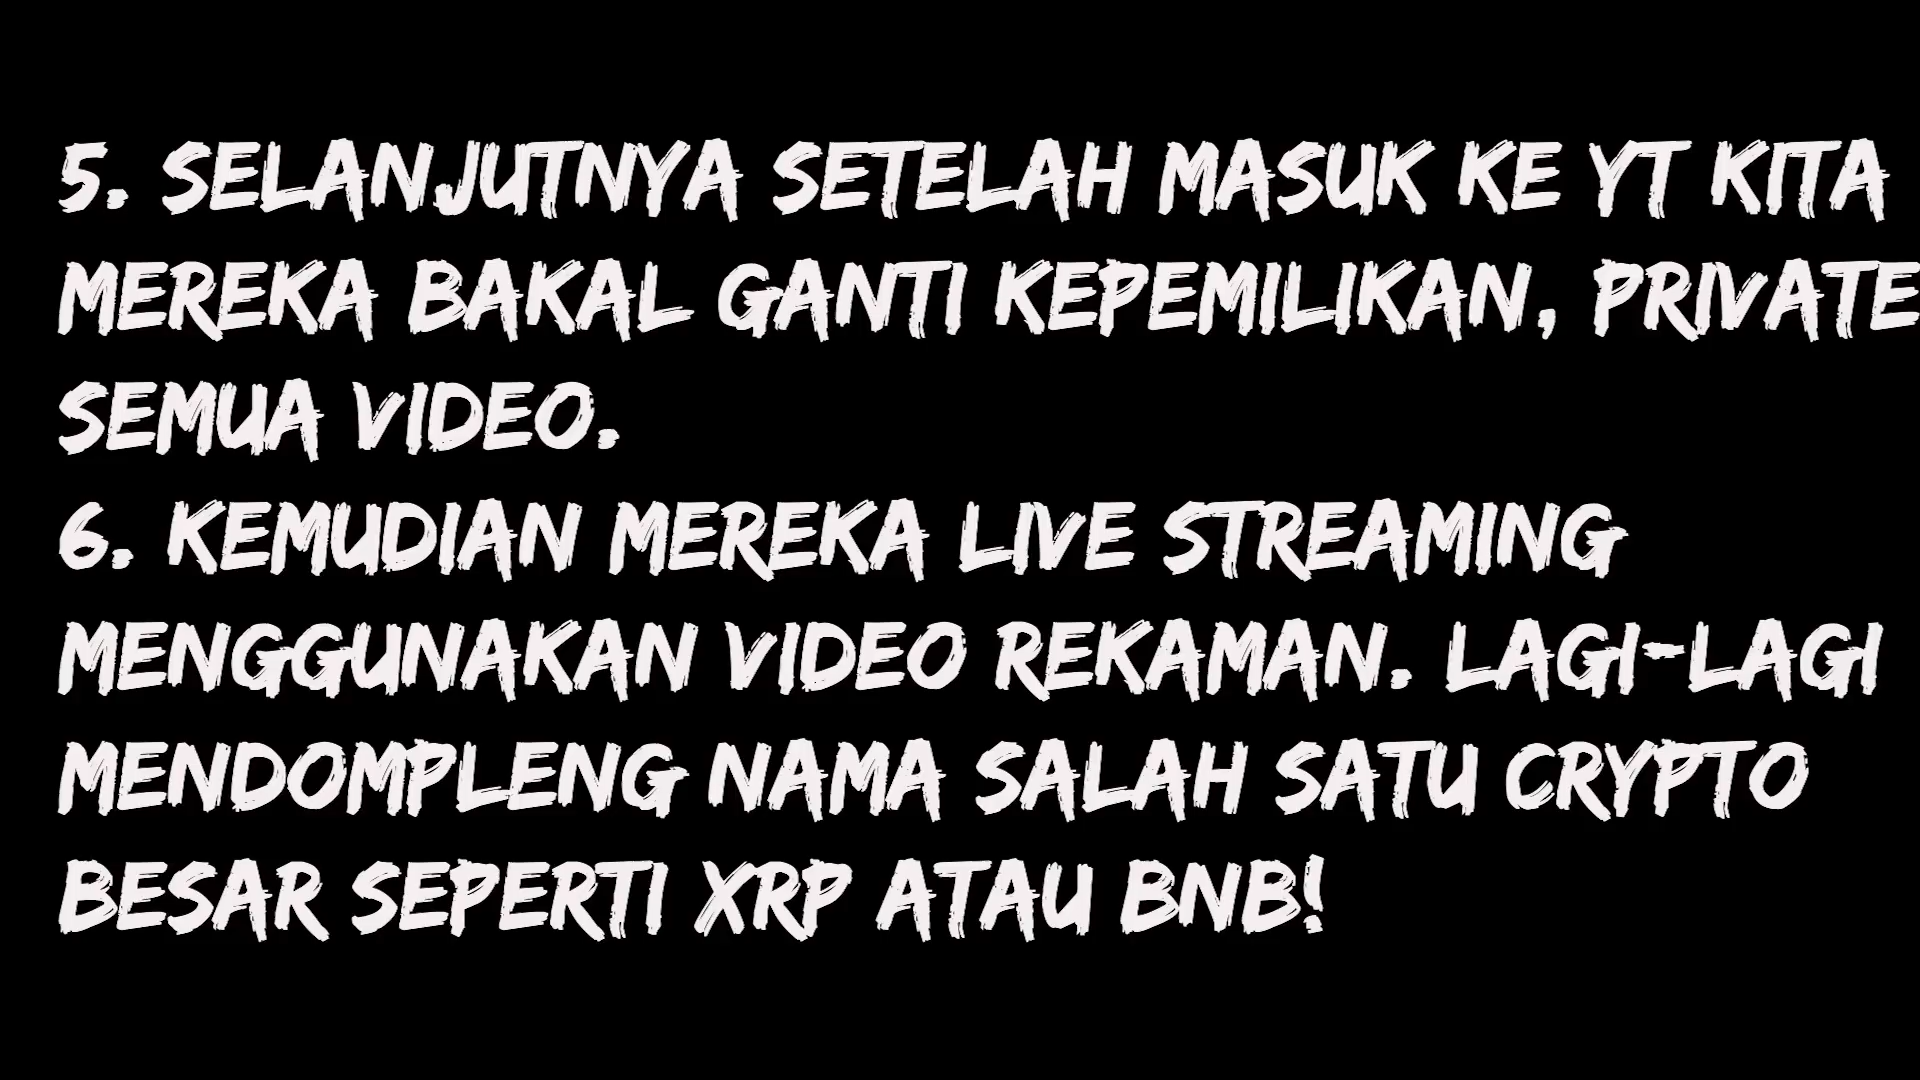 5. SELANJUTNYA SETELAH MASUK KE YT KITA
MEREKA BAKAL GANTI KEPEMILIKAN, PRIVATE
SEMUA VIDEO.
6. KEMUDIAN MEREKA LIVE STREAMING
MENGGUNAKAN VIDEO REKAMAN. LAGI-LAGI
MENDOMPLENG NAMA SALAH SATU CRYPTO
BESAR SEPERTI XRP ATAU BNB!